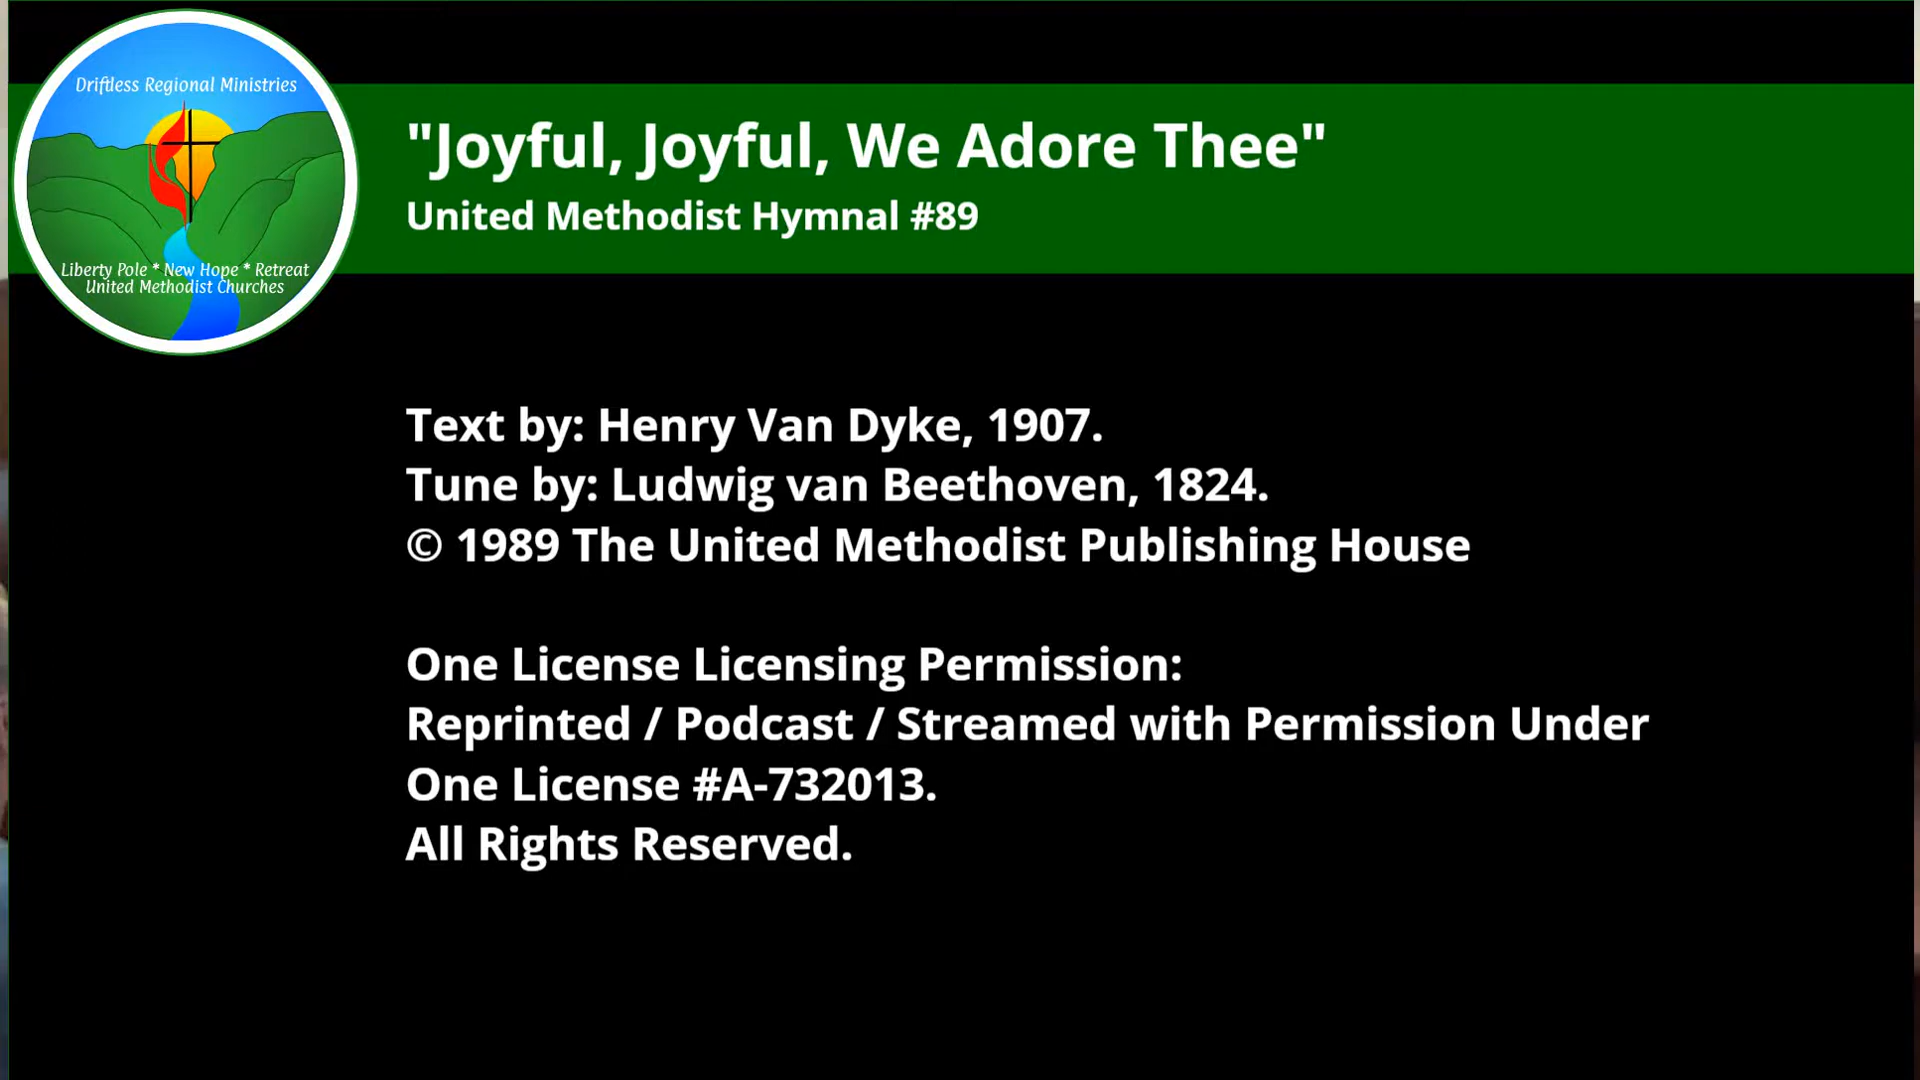 Driftless Regional Ministries
Liberty Pole * New Hope * Retreat
United Methodist Churches
"Joyful, Joyful, We Adore Thee"
United Methodist Hymnal #89
Text by: Henry Van Dyke, 1907.
Tune by: Ludwig van Beethoven, 1824.
© 1989 The United Methodist Publishing House
One License Licensing Permission:
Reprinted / Podcast / Streamed with Permission Under
One License #A-732013.
All Rights Reserved.